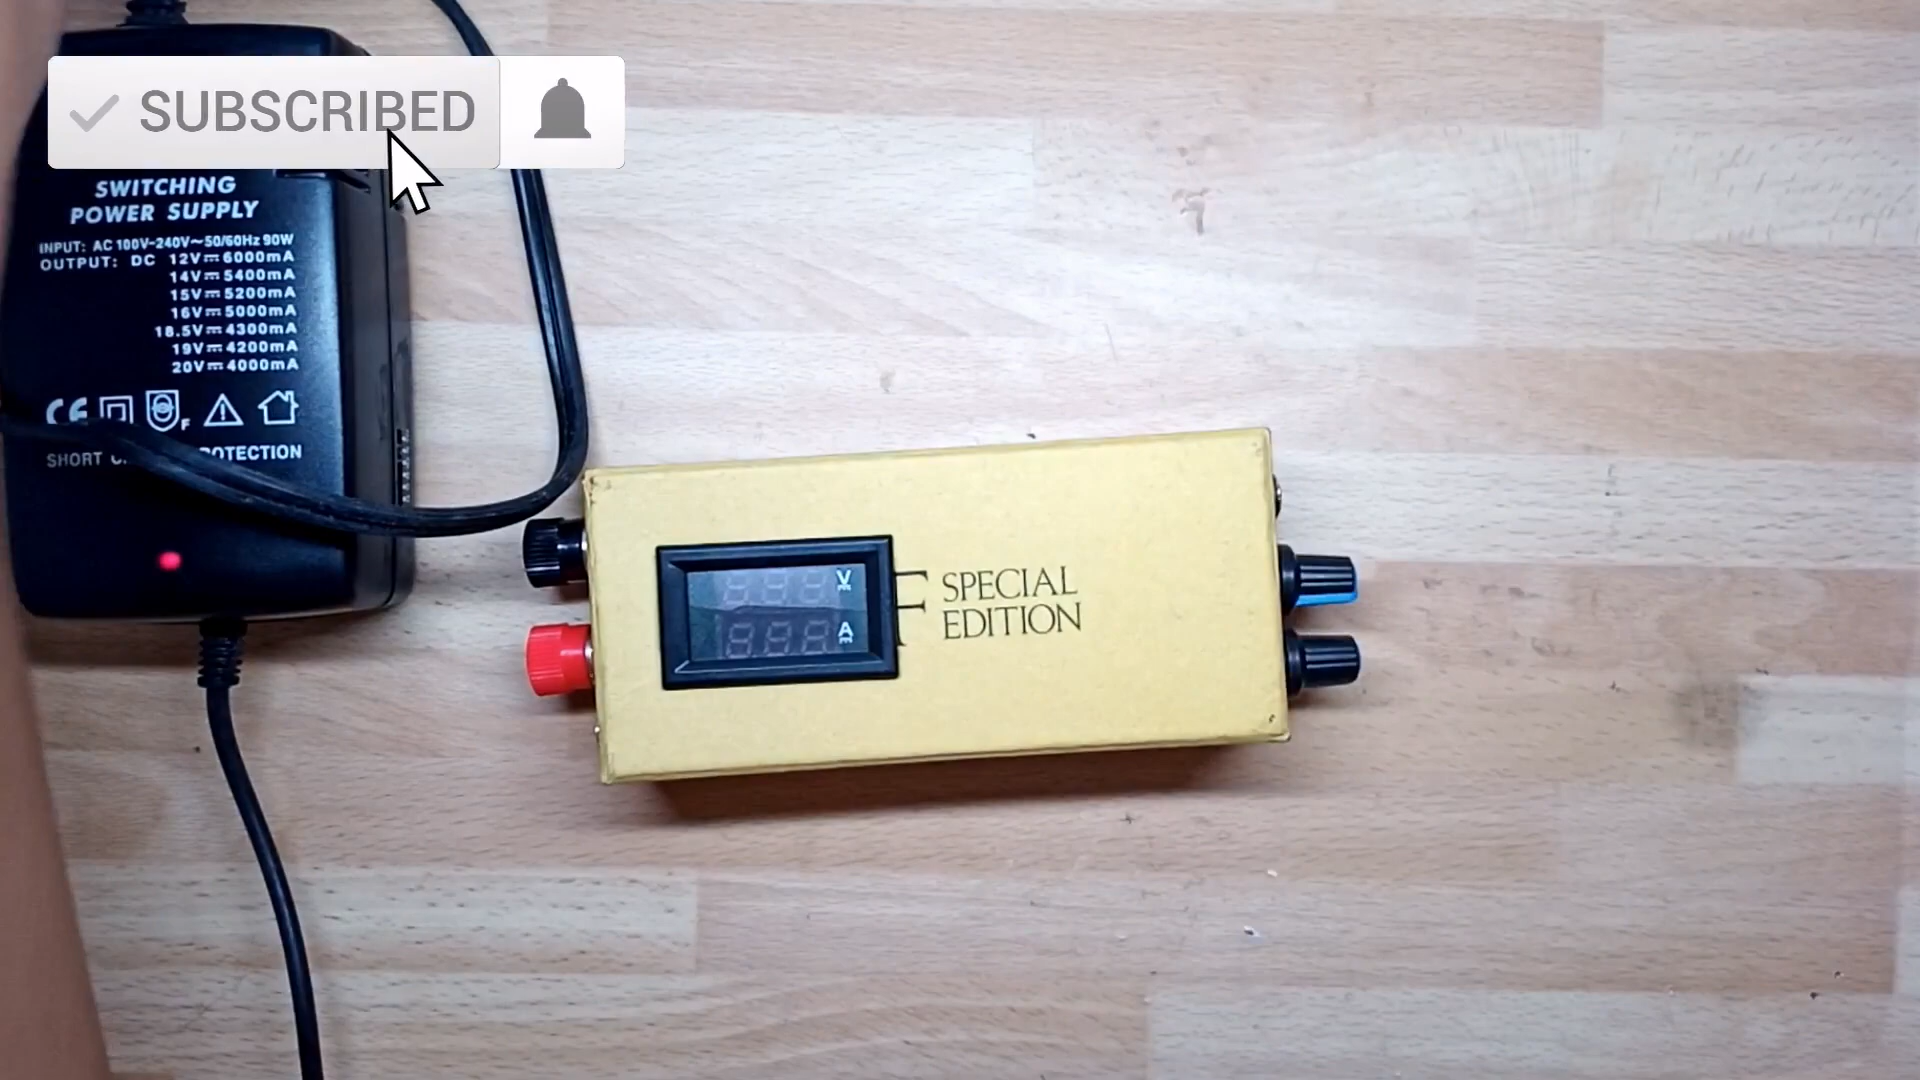 SUBSCRIBED
SWITCHING
POWER SUPPLY
INPUT: AC 100V-240V~50/60Hz 90W
OUTPUT: DC 12V⎓6000mA
14V⎓5400mA
15V⎓5200mA
16V⎓5000mA
18.5V⎓4300mA
19V⎓4200mA
20V⎓4000mA
CE
F
SHORT
V
A
F SPECIAL
EDITION